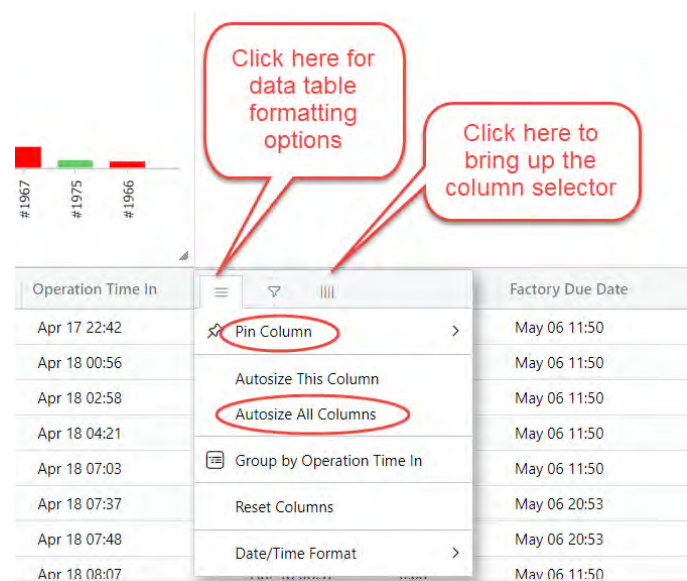 Click here for
data table
formatting
options
Click here to
bring up the
column selector
#1967
#1975
#1966
Operation Time In
Factory Due Date
Apr 17 22:42
Pin Column
May 06 11:50
Apr 18 00:56
May 06 11:50
Autosize This Column
Apr 18 02:58
May 06 11:50
Autosize All Columns
Apr 18 04:21
May 06 11:50
Apr 18 07:03
Group by Operation Time In
May 06 11:50
Apr 18 07:37
Reset Columns
May 06 20:53
Apr 18 07:48
May 06 20:53
Date/Time Format
Apr 18 08:07
May 06 11:50